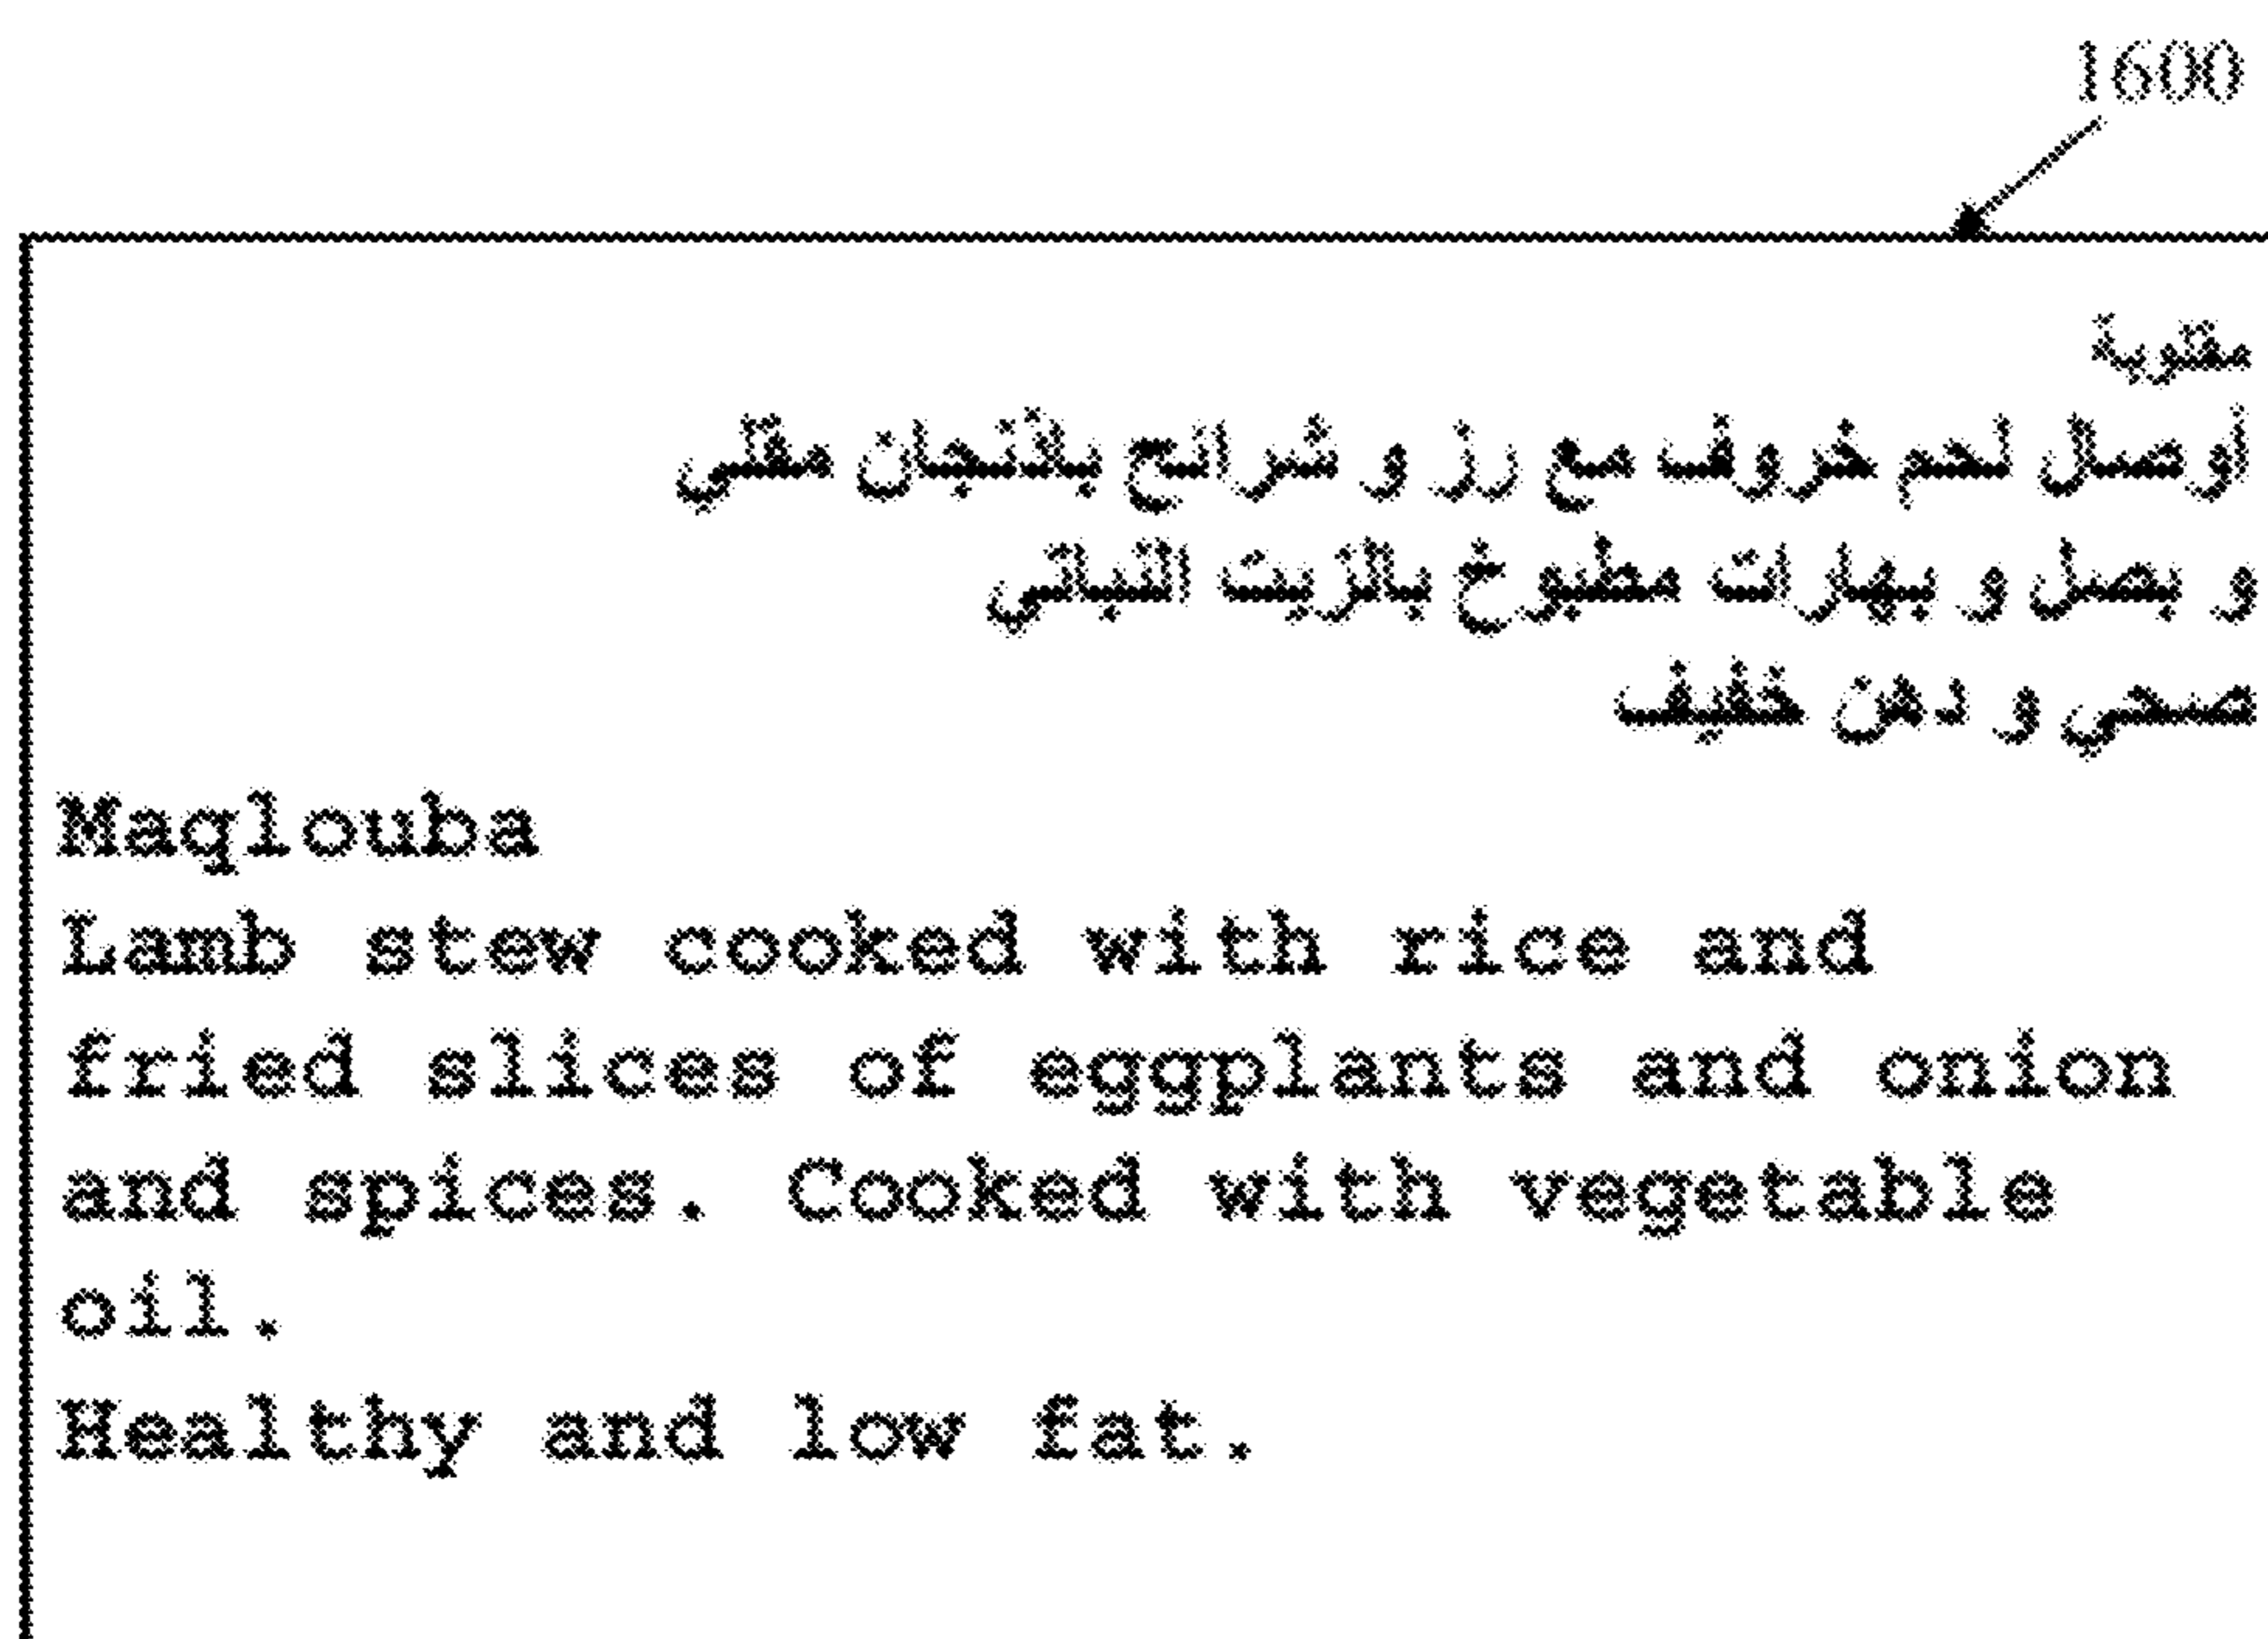 1600
أوصال لحم خروف مع رز و شرائح مقلي
و بصل و بهارات مطبوخ بالزيت النباتي
صحي و دهن خفيف
Maqlouba
Lamb stew cooked with rice and
fried slices of eggplants and onion
and spices. Cooked with vegetable
oil.
Healthy and low fat.